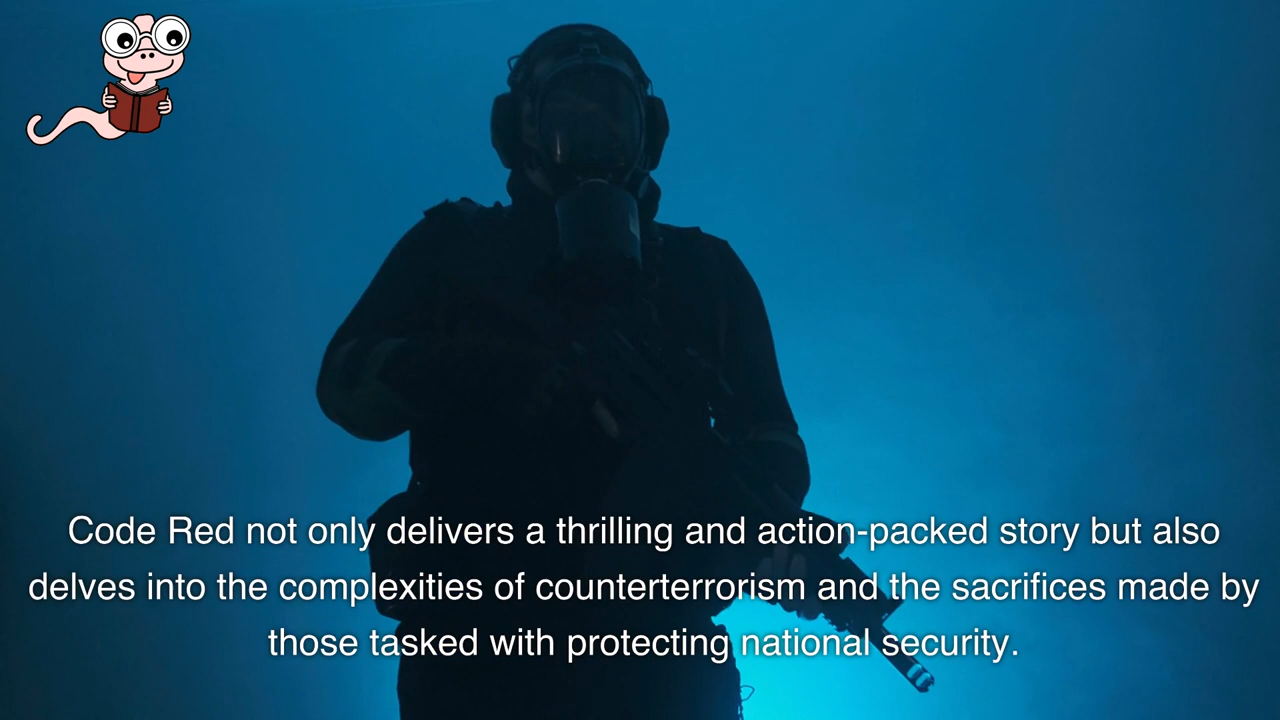 Code Red not only delivers a thrilling and action-packed story but also
delves into the complexities of counterterrorism and the sacrifices made by
those tasked with protecting national security.